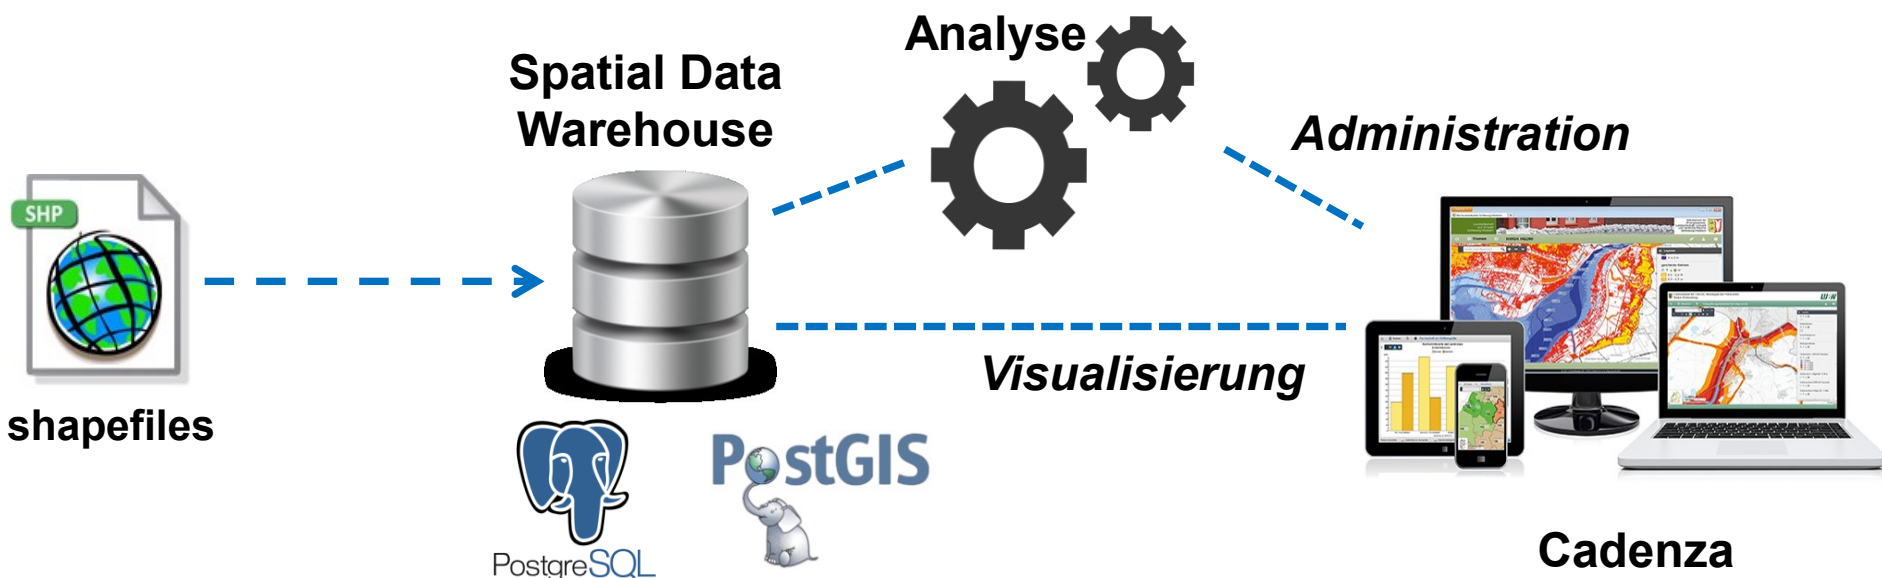 Analyse
Spatial Data
Warehouse
Administration
SHP
Visualisierung
shapefiles
PostGIS
PostgreSQL
Cadenza